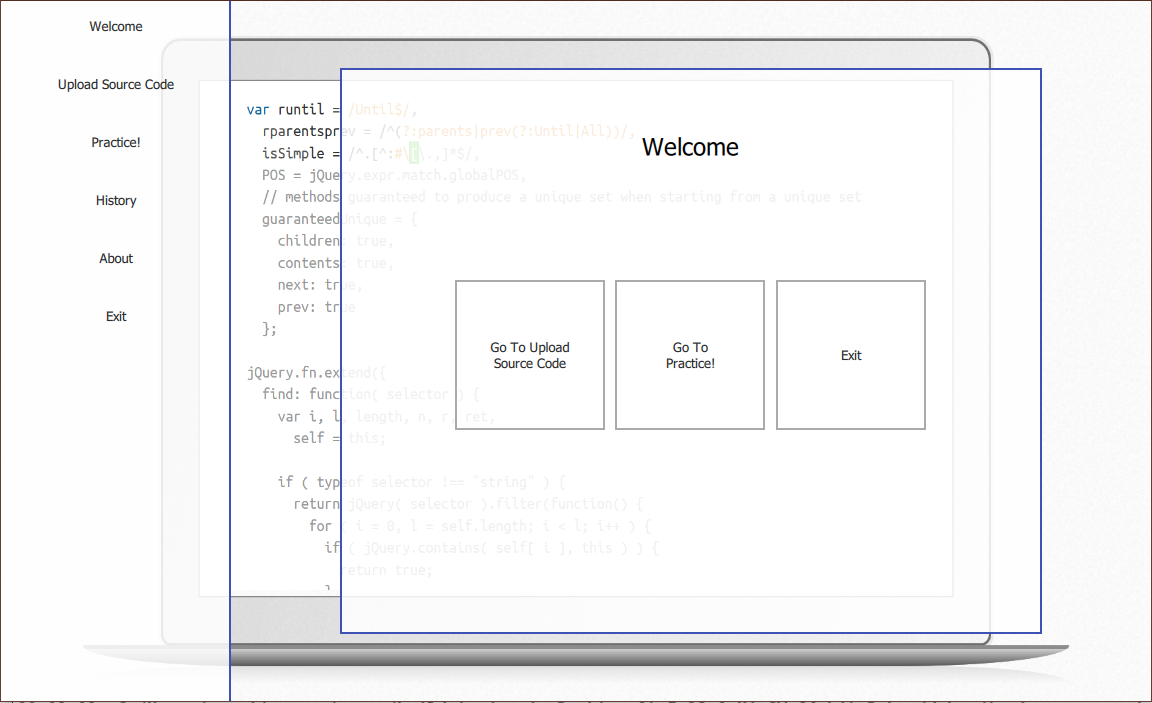 Welcome
Upload Source Code
Practice!
History
About
Exit
var runtil = /Until$/,
rparentsprev = /^(?:parents|prev(?:Until|All))/,
isSimple = /^.[^:#\[\.,]*$/,
POS = jQuery.expr.match.globalPOS,
// methods guaranteed to produce a unique set when starting from a unique set
guaranteedUnique = {
children: true,
contents: true,
next: true,
prev: true
};
jQuery.fn.extend({
find: function( selector ) {
var i, l, length, n, r, ret,
self = this;
if ( typeof selector !== "string" ) {
return jQuery( selector ).filter(function() {
for ( i = 0, l = self.length; i < l; i++ ) {
if ( jQuery.contains( self[ i ], this ) ) {
return true;
}
Welcome
Go To Upload
Source Code
Go To
Practice!
Exit